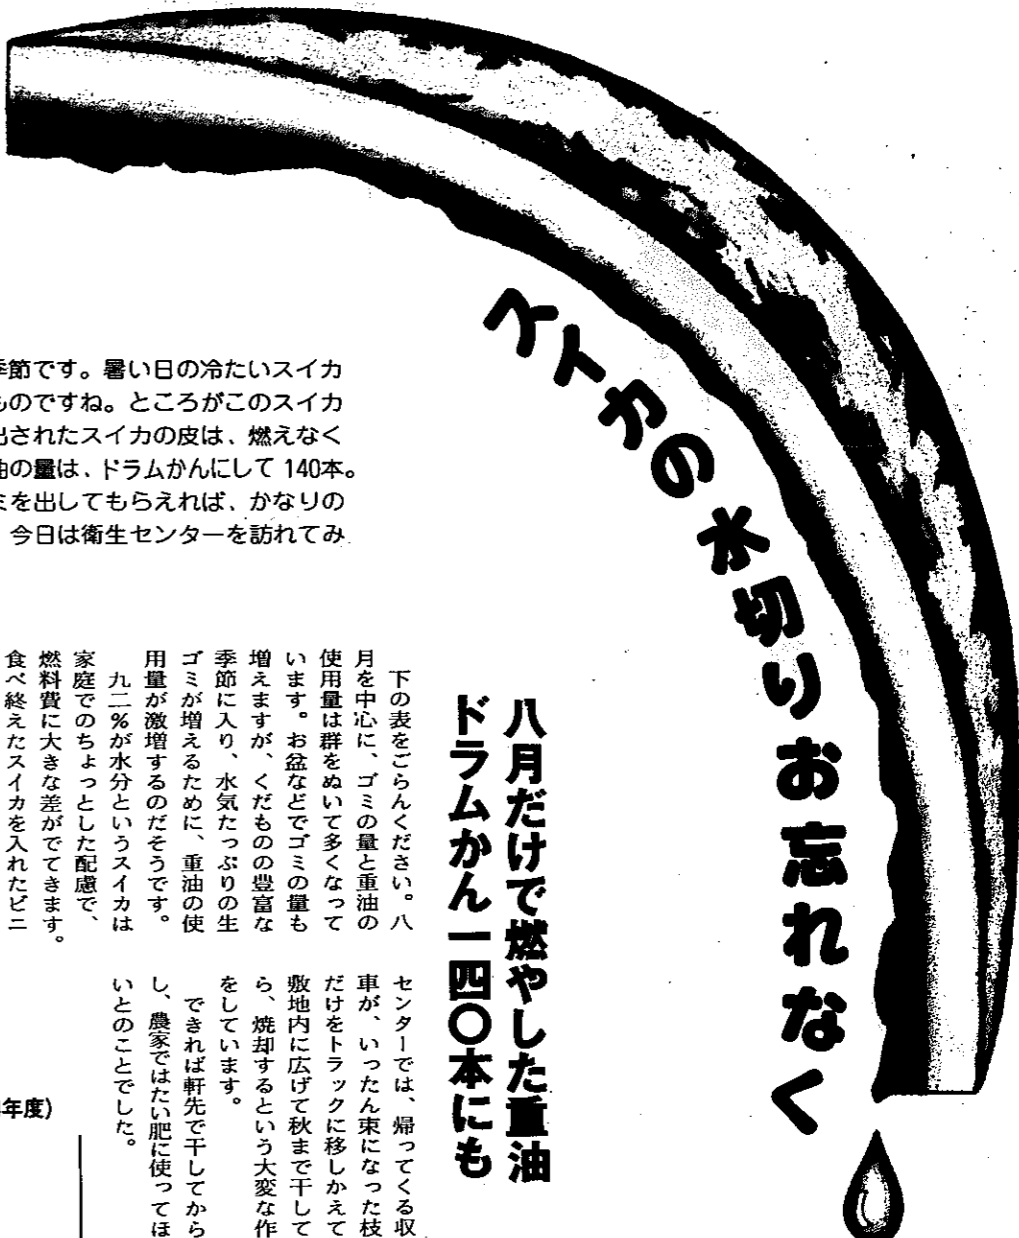 スイカの水切りお忘れなく
季節です。暑い日の冷たいスイカ
ものですね。ところがこのスイカ
出されたスイカの皮は、燃えなく
油の量は、ドラムかんにして 140本。
ミを出してもらえれば、かなりの
今日は衛生センターを訪れてみ
八月だけで燃やした重油
ドラムかん一四〇本にも
下の表をごらんください。八
月を中心に、ゴミの量と重油の
使用量は群をぬいて多くなって
います。お盆などでゴミの量も
増えますが、くだものの豊富な
季節に入り、水気たっぷりの生
ゴミが増えるために、重油の使
用量が激増するのだそうです。
九二%が水分というスイカは
家庭でのちょっとした配慮で、
燃料費に大きな差がでてきます。
食べ終えたスイカを入れたビニ
センターでは、帰ってくる収
車が、いったん束になった枝
だけをトラックに移しかえて
敷地内に広げて秋まで干して
ら、焼却するという大変な作
をしています。
できれば軒先で干してから
し、農家ではたい肥に使ってほ
いとのことでした。
年度)